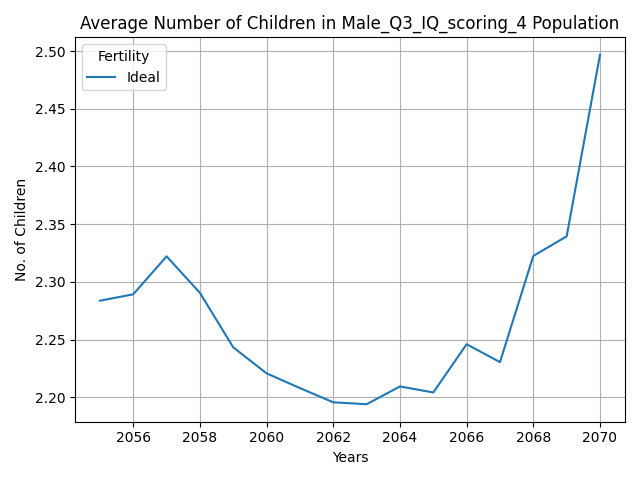 Average Number of Children in Male_Q3_IQ_scoring_4 Population
Fertility
Ideal
No. of Children
2.50
2.45
2.40
2.35
2.30
2.25
2.20
2056 2058 2060 2062 2064 2066 2068 2070
Years